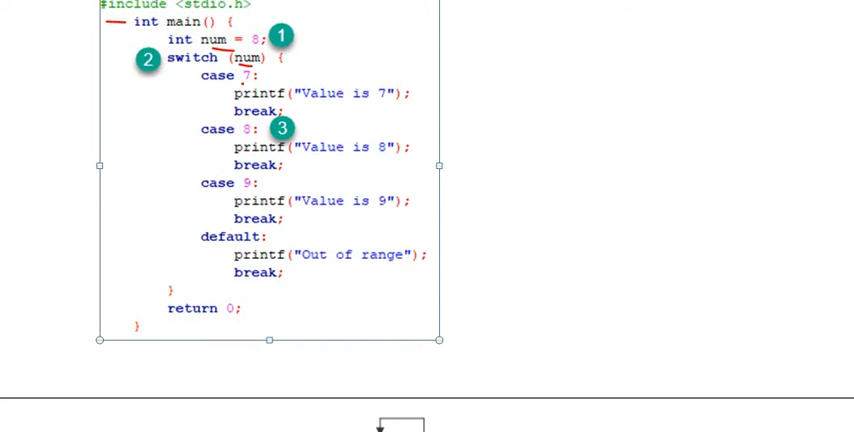 #include <stdio.h>
int main() {
int num = 8; 1
2 switch (num) {
case 7:
printf("Value is 7");
break;
case 8: 3
printf("Value is 8");
break;
case 9:
printf("Value is 9");
break;
default:
printf("Out of range");
break;
}
return 0;
}